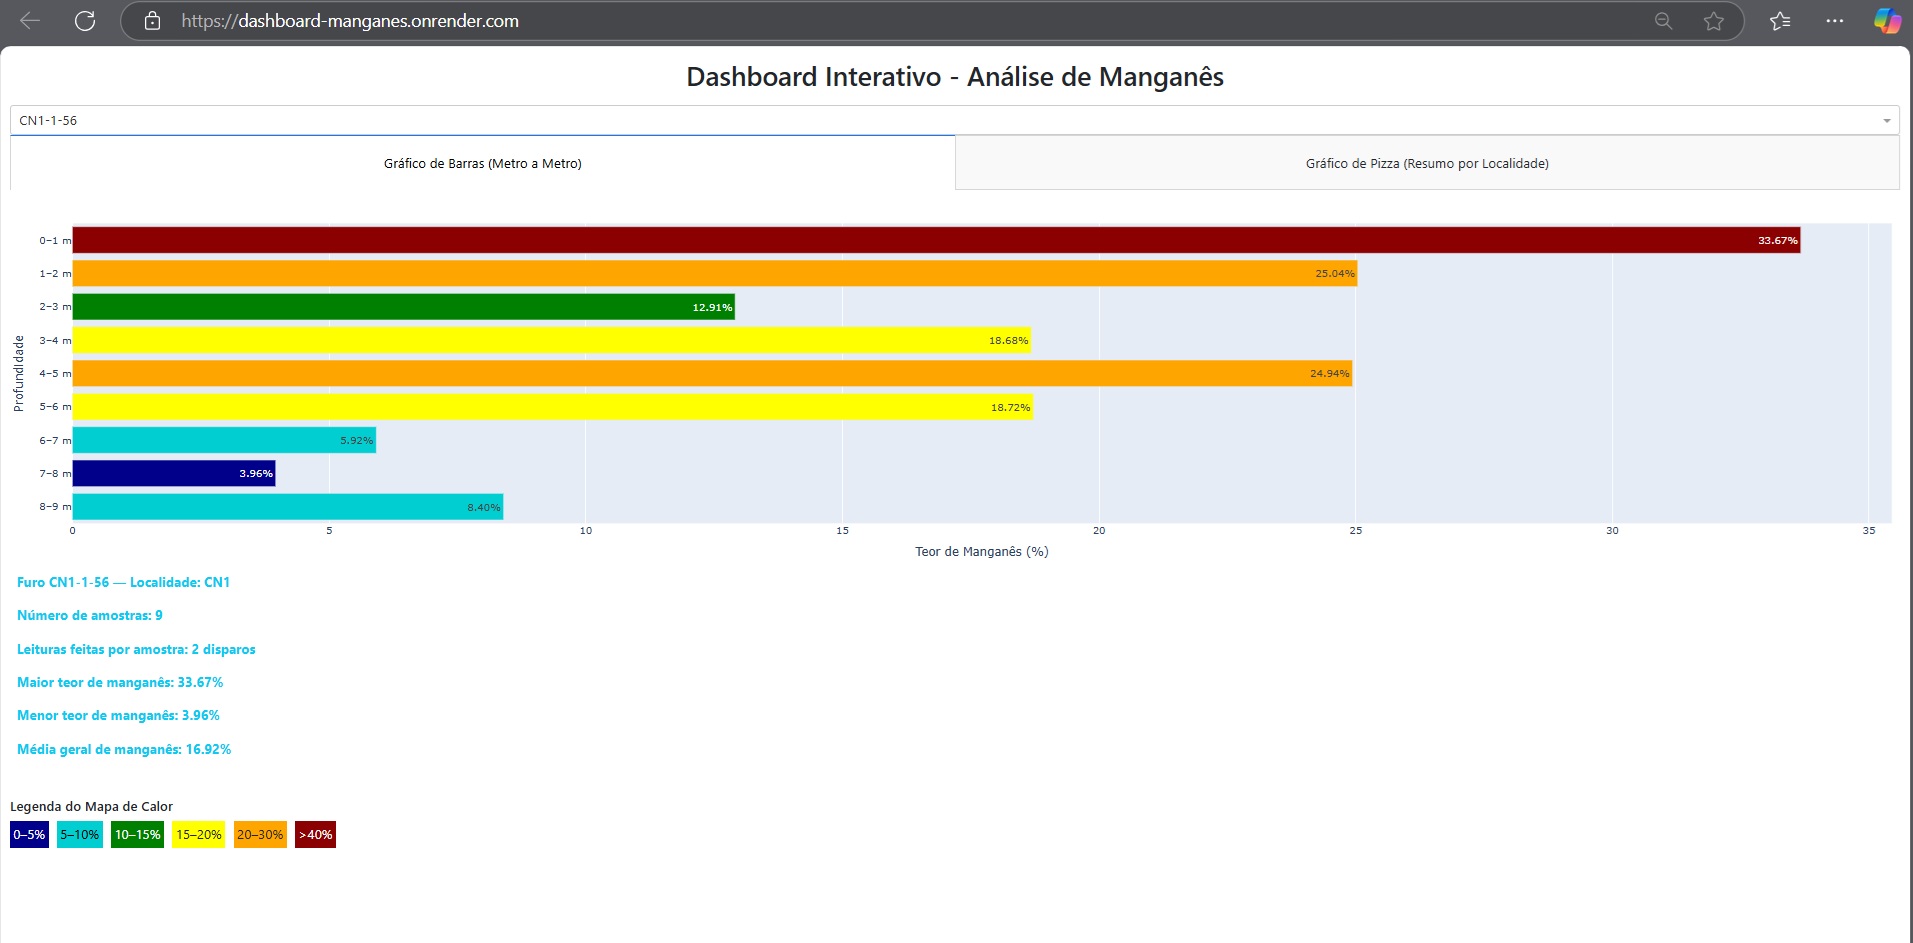 https://dashboard-manganes.onrender.com
Dashboard Interativo - Análise de Manganês
CN1-1-56
Gráfico de Barras (Metro a Metro)
Gráfico de Pizza (Resumo por Localidade)
Profundidade
0–1 m 33.67%
1–2 m 25.04%
2–3 m 12.91%
3–4 m 18.68%
4–5 m 24.94%
5–6 m 18.72%
6–7 m 5.92%
7–8 m 3.96%
8–9 m 8.40%
0 5 10 15 20 25 30 35
Teor de Manganês (%)
Furo CN1-1-56 — Localidade: CN1
Número de amostras: 9
Leituras feitas por amostra: 2 disparos
Maior teor de manganês: 33.67%
Menor teor de manganês: 3.96%
Média geral de manganês: 16.92%
Legenda do Mapa de Calor
0–5% 5–10% 10–15% 15–20% 20–30% >40%